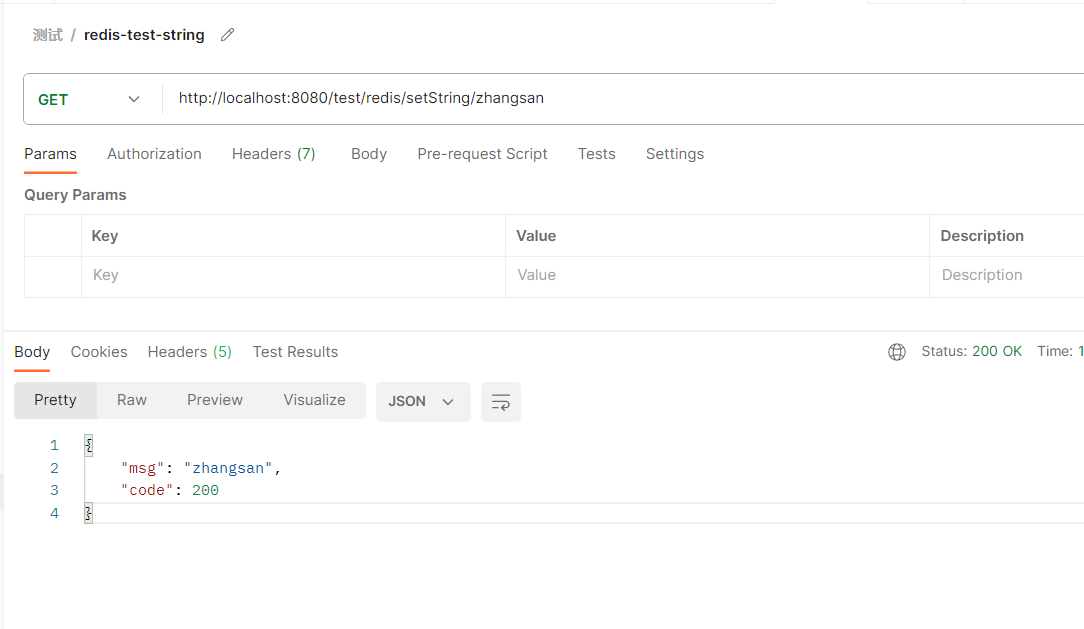 测试 / redis-test-string
GET http://localhost:8080/test/redis/setString/zhangsan
Params Authorization Headers (7) Body Pre-request Script Tests Settings
Query Params
Key Value Description
Key Value Description
Body Cookies Headers (5) Test Results Status: 200 OK Time: 1
Pretty Raw Preview Visualize JSON
1 {
2 "msg": "zhangsan",
3 "code": 200
4 }